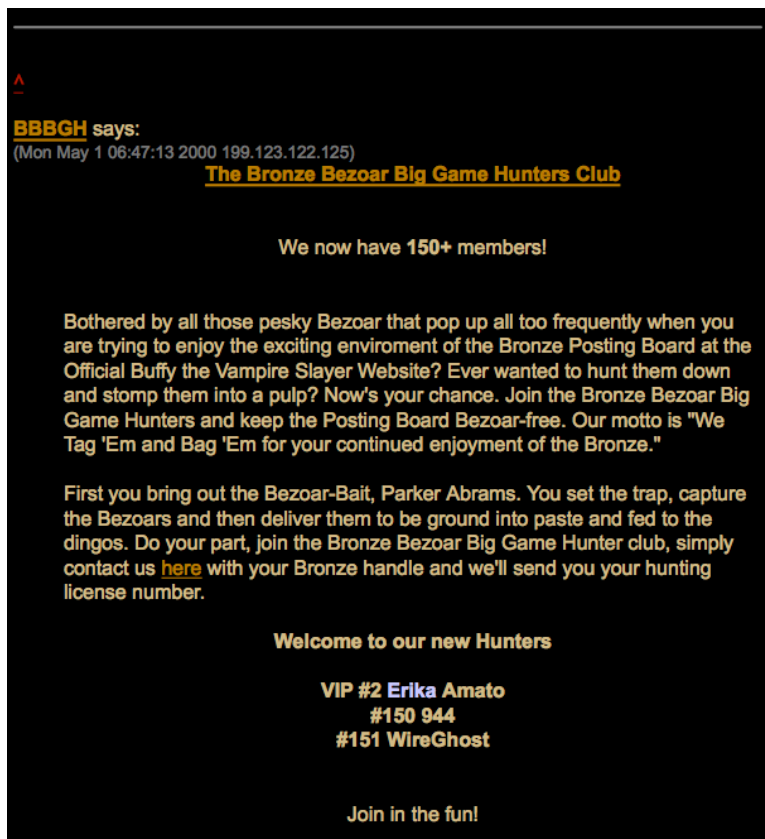 ^
BBBGH says:
(Mon May 1 06:47:13 2000 199.123.122.125)
The Bronze Bezoar Big Game Hunters Club
We now have 150+ members!
Bothered by all those pesky Bezoar that pop up all too frequently when you
are trying to enjoy the exciting enviroment of the Bronze Posting Board at the
Official Buffy the Vampire Slayer Website? Ever wanted to hunt them down
and stomp them into a pulp? Now's your chance. Join the Bronze Bezoar Big
Game Hunters and keep the Posting Board Bezoar-free. Our motto is "We
Tag 'Em and Bag 'Em for your continued enjoyment of the Bronze."
First you bring out the Bezoar-Bait, Parker Abrams. You set the trap, capture
the Bezoars and then deliver them to be ground into paste and fed to the
dingos. Do your part, join the Bronze Bezoar Big Game Hunter club, simply
contact us here with your Bronze handle and we'll send you your hunting
license number.
Welcome to our new Hunters
VIP #2 Erika Amato
#150 944
#151 WireGhost
Join in the fun!